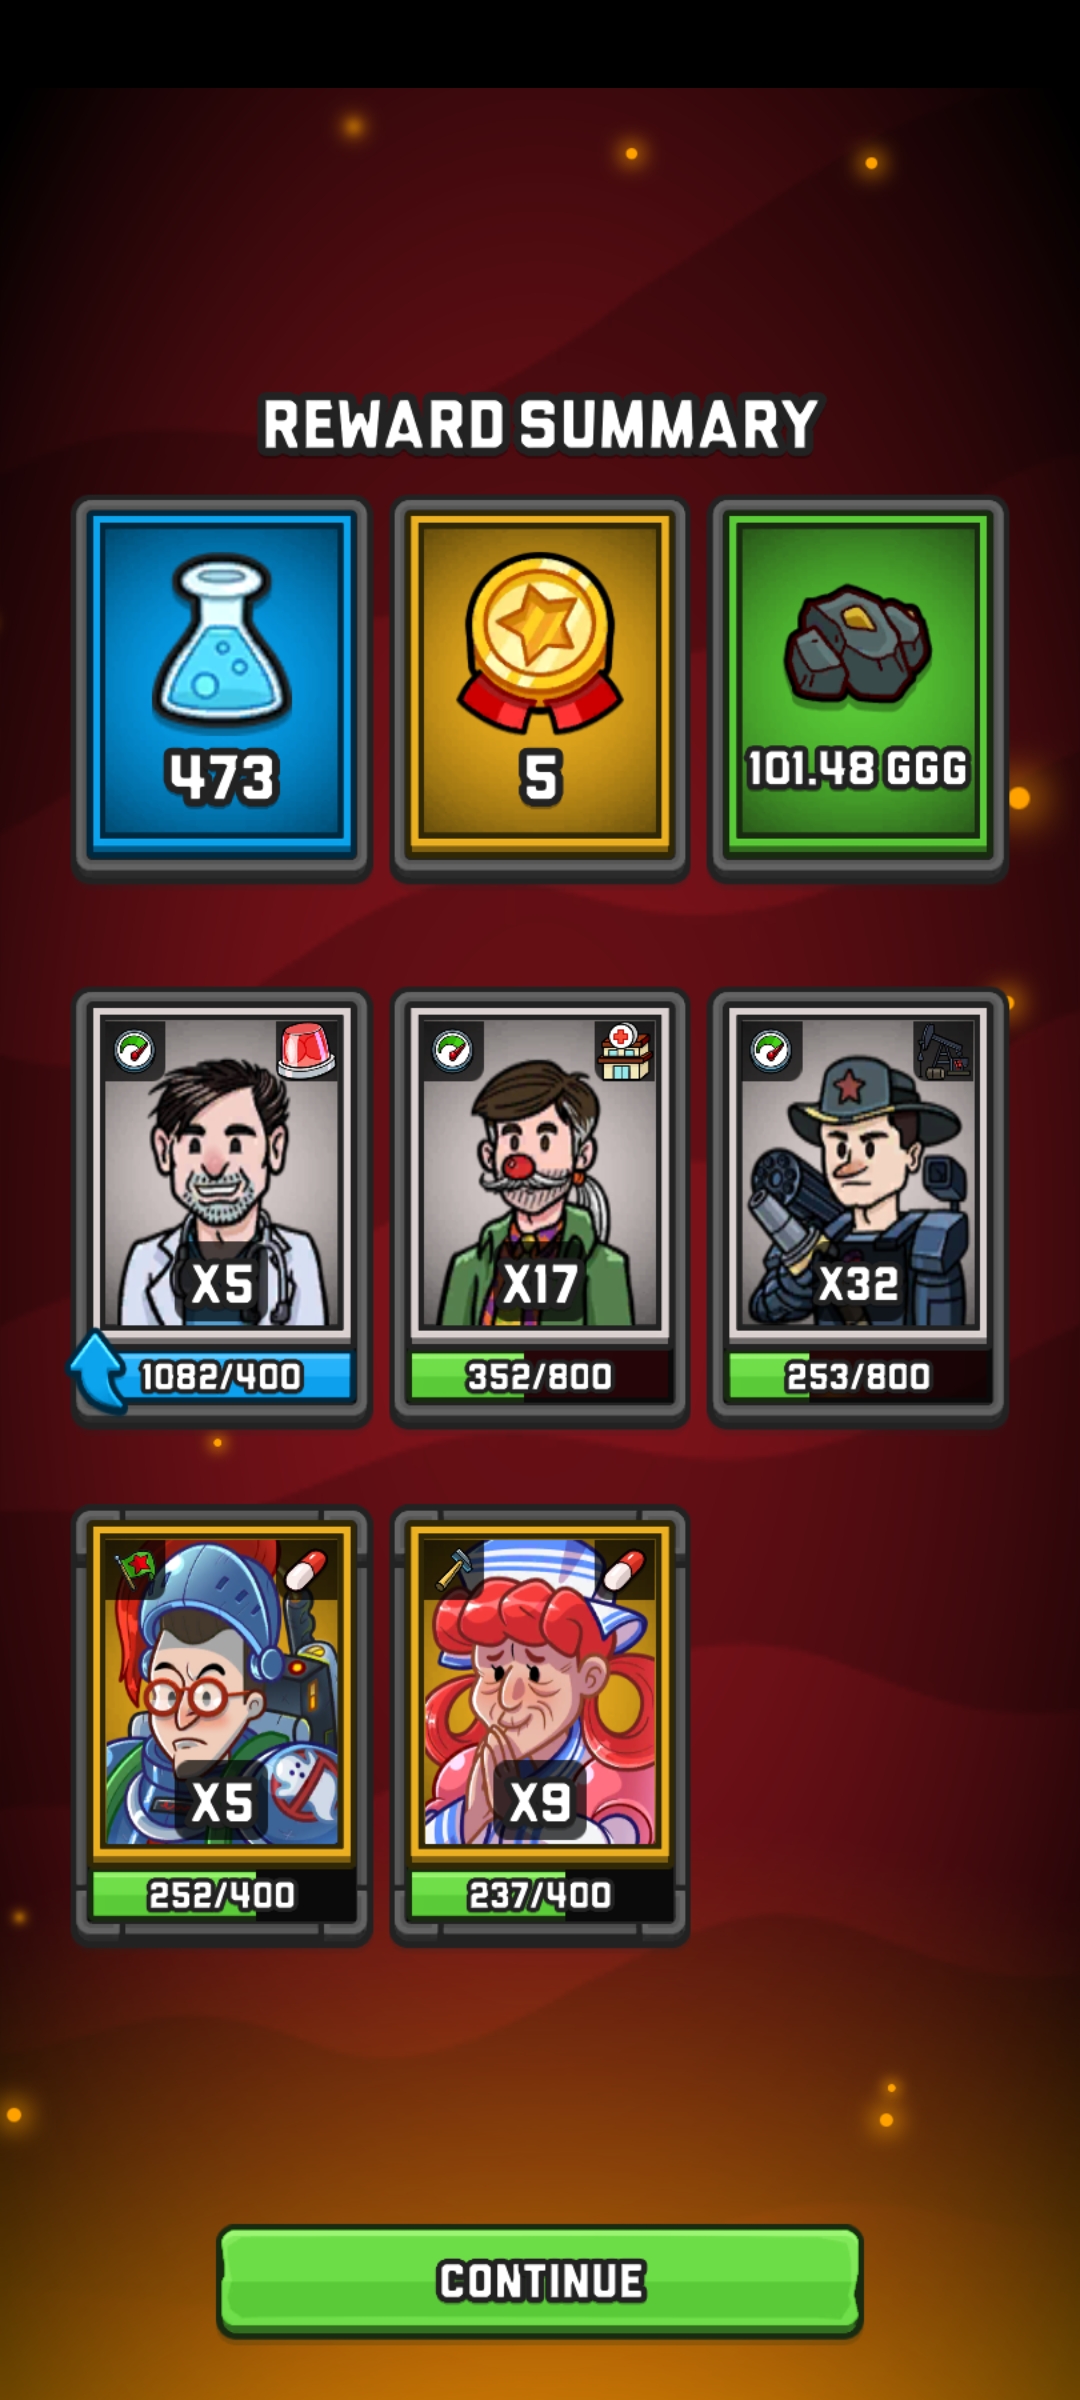 REWARD SUMMARY
473
5
101.48 GGG
X5
X17
X32
1082/400
352/800
253/800
X5
X9
252/400
237/400
CONTINUE